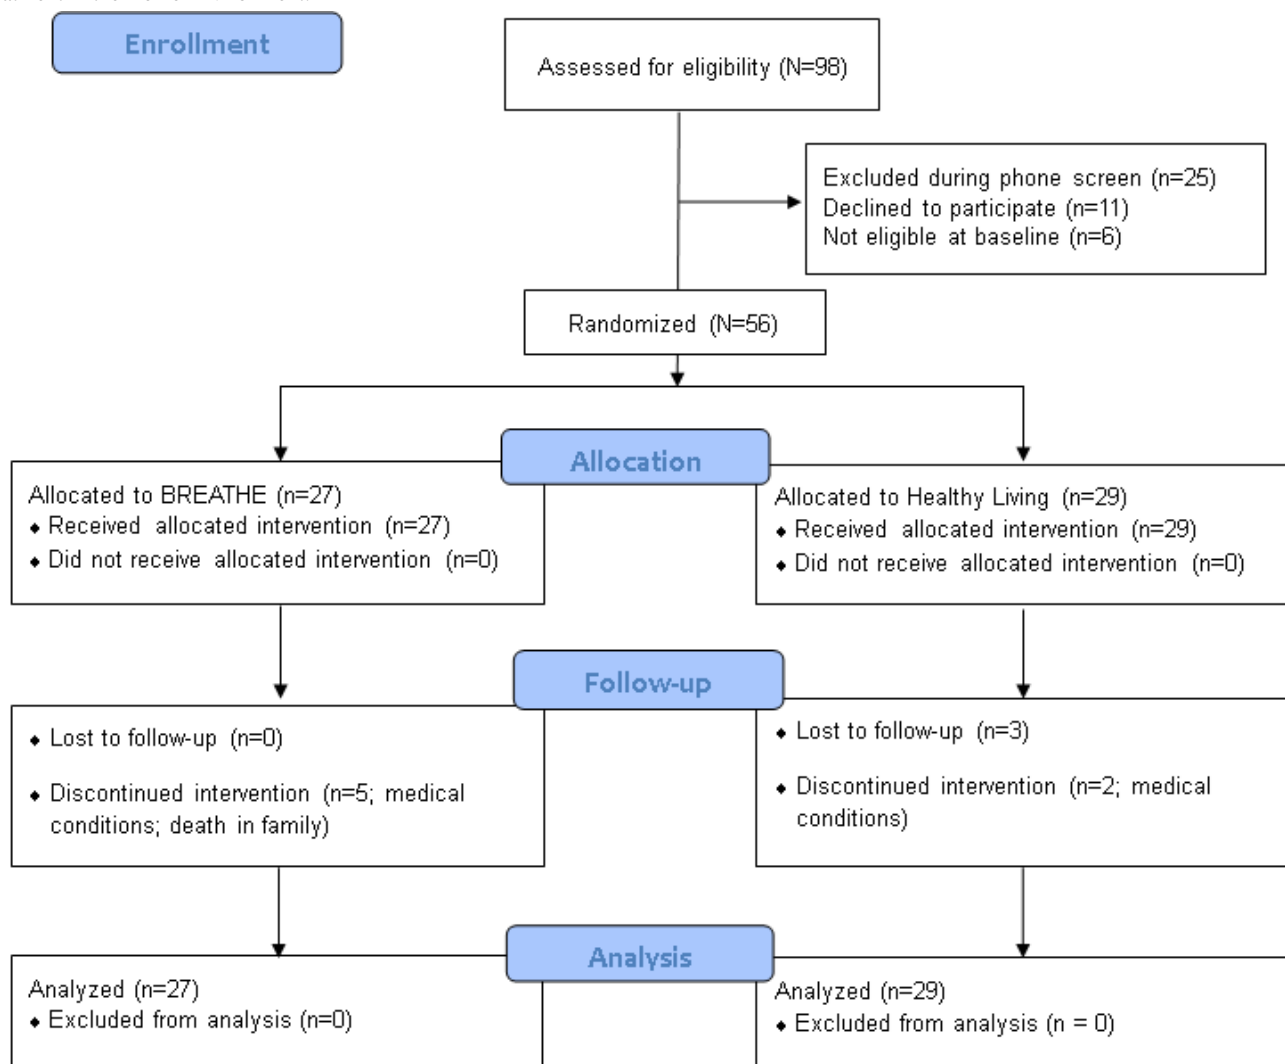 Enrollment
Assessed for eligibility (N=98)
Excluded during phone screen (n=25)
Declined to participate (n=11)
Not eligible at baseline (n=6)
Randomized (N=56)
Allocation
Allocated to BREATHE (n=27)
⬥ Received allocated intervention (n=27)
⬥ Did not receive allocated intervention (n=0)
Allocated to Healthy Living (n=29)
⬥ Received allocated intervention (n=29)
⬥ Did not receive allocated intervention (n=0)
Follow-up
⬥ Lost to follow-up (n=0)
⬥ Discontinued intervention (n=5; medical
conditions; death in family)
⬥ Lost to follow-up (n=3)
⬥ Discontinued intervention (n=2; medical
conditions)
Analysis
Analyzed (n=27)
⬥ Excluded from analysis (n=0)
Analyzed (n=29)
⬥ Excluded from analysis (n = 0)